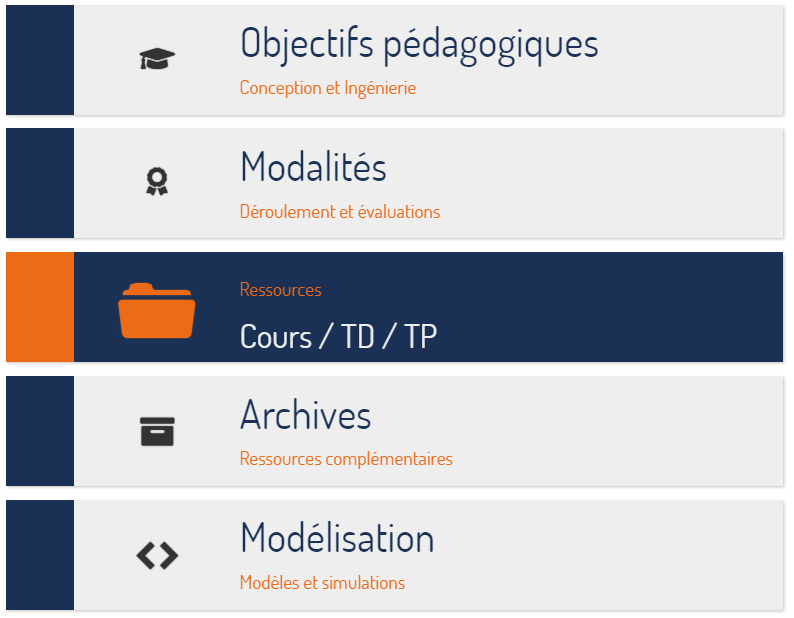 Objectifs pédagogiques
Conception et Ingénierie
Modalités
Déroulement et évaluations
Ressources
Cours / TD / TP
Archives
Ressources complémentaires
Modélisation
Modèles et simulations